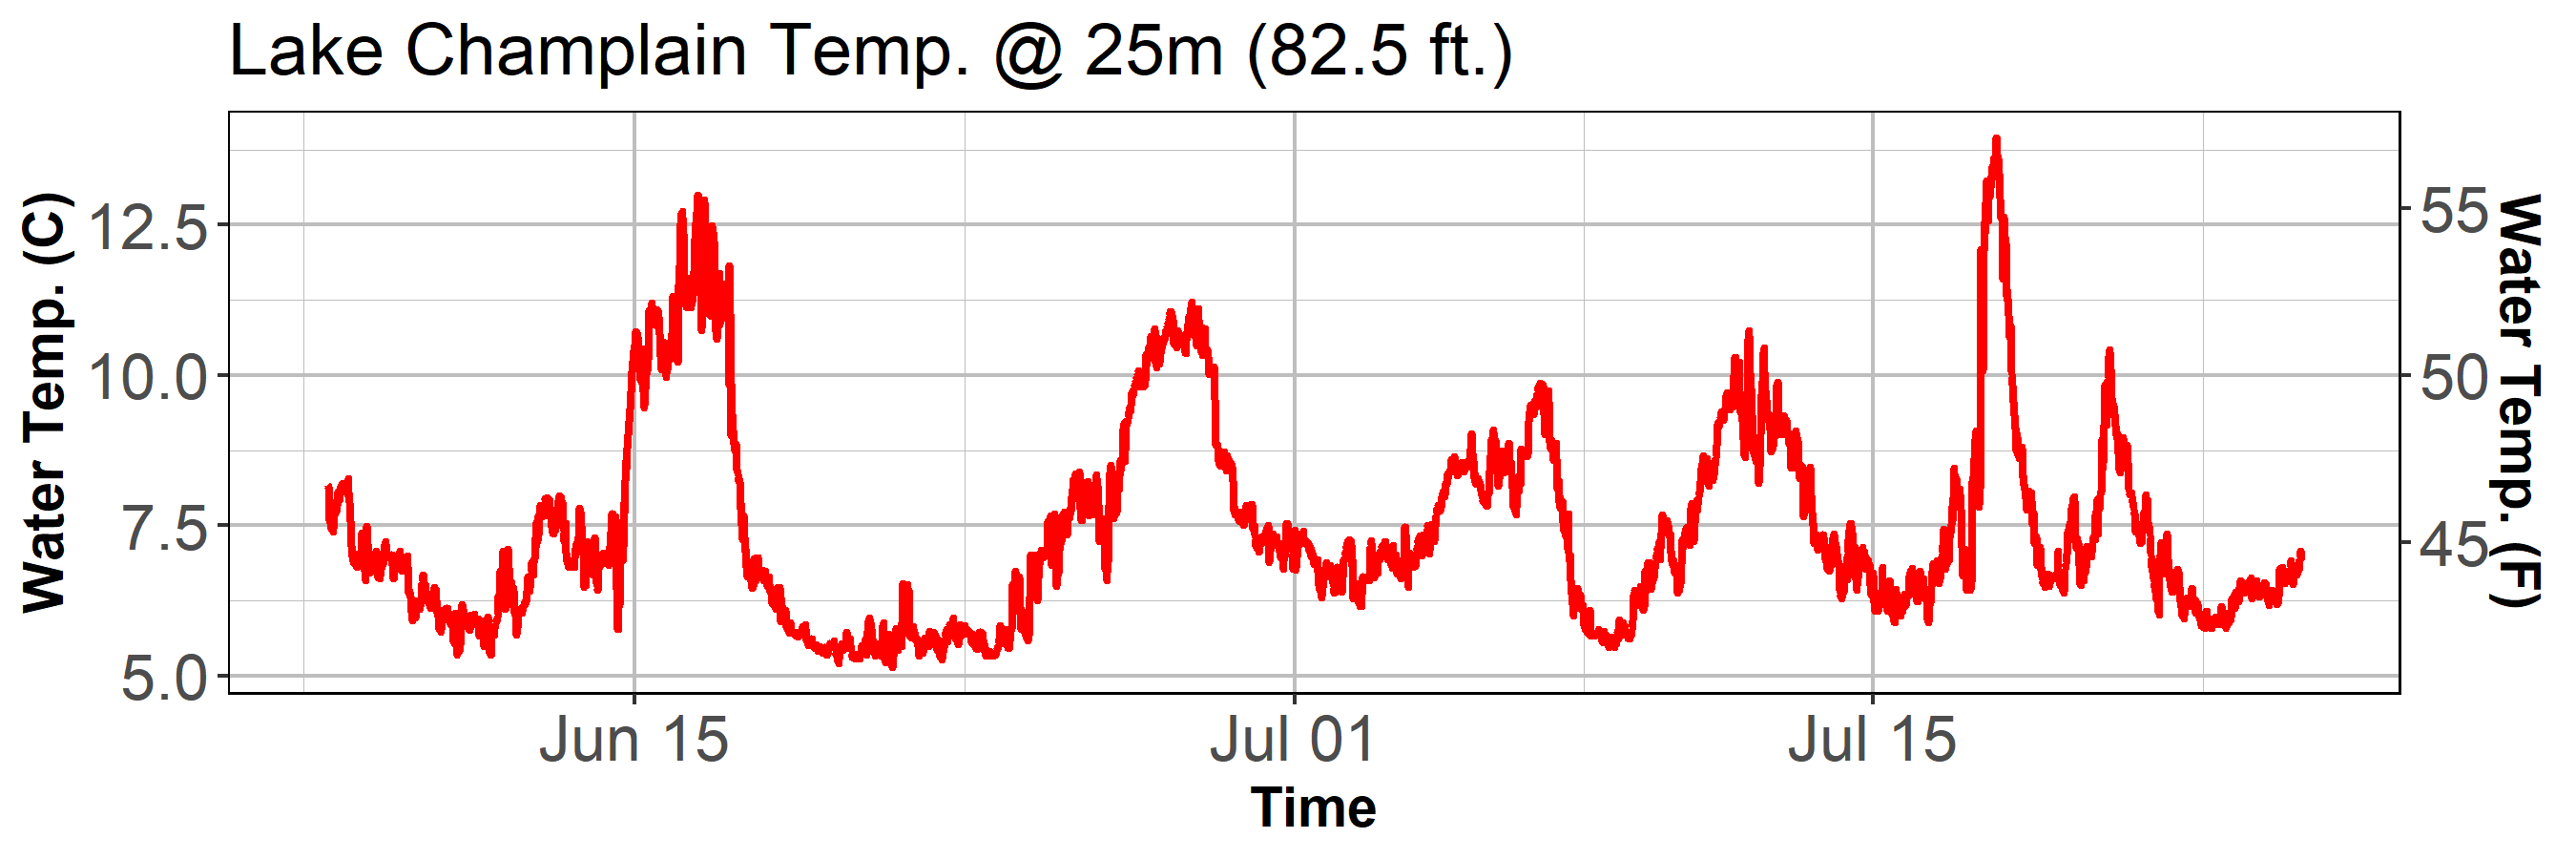 Lake Champlain Temp. @ 25m (82.5 ft.)
Water Temp. (C)
12.5
10.0
7.5
5.0
55
50
45
Water Temp. (F)
Jun 15 Jul 01 Jul 15
Time